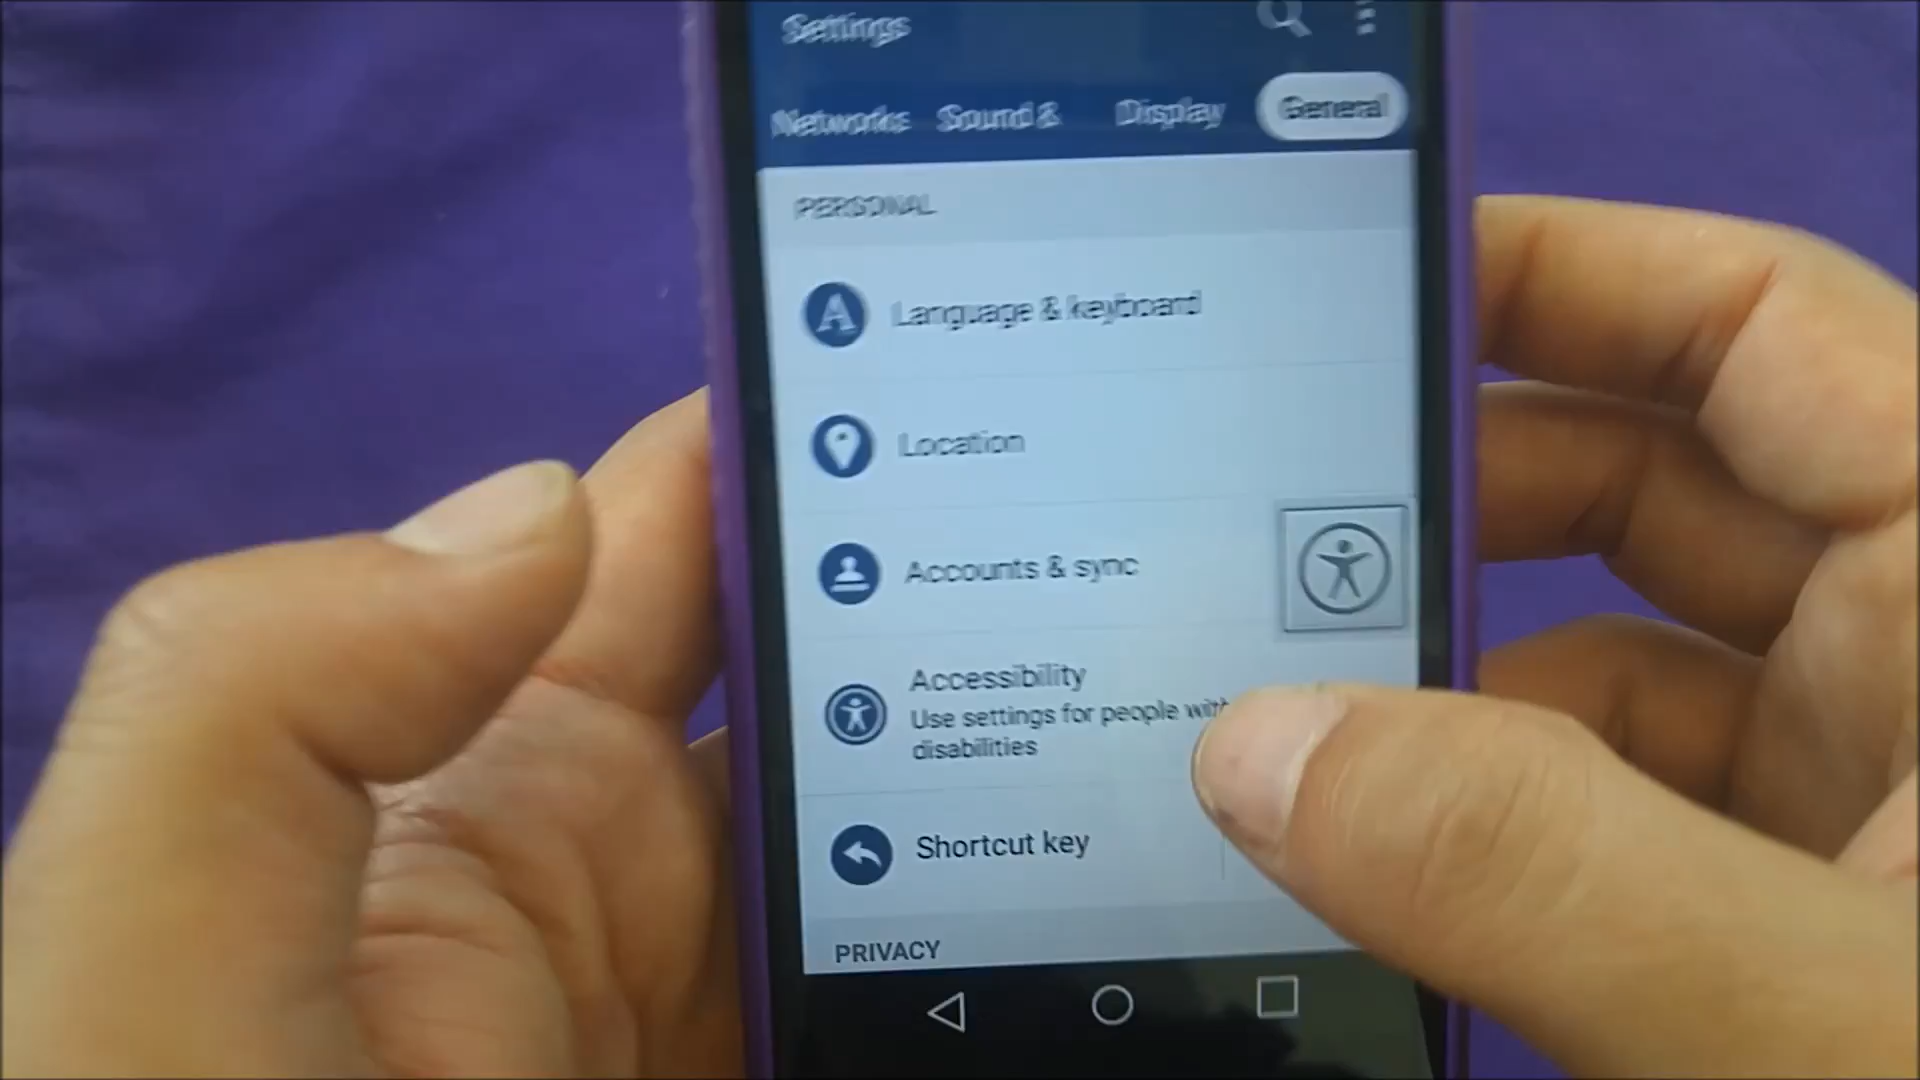 Settings
Networks Sound & Display General
PERSONAL
Language & keyboard
Location
Accounts & sync
Accessibility
Use settings for people with
disabilities
Shortcut key
PRIVACY